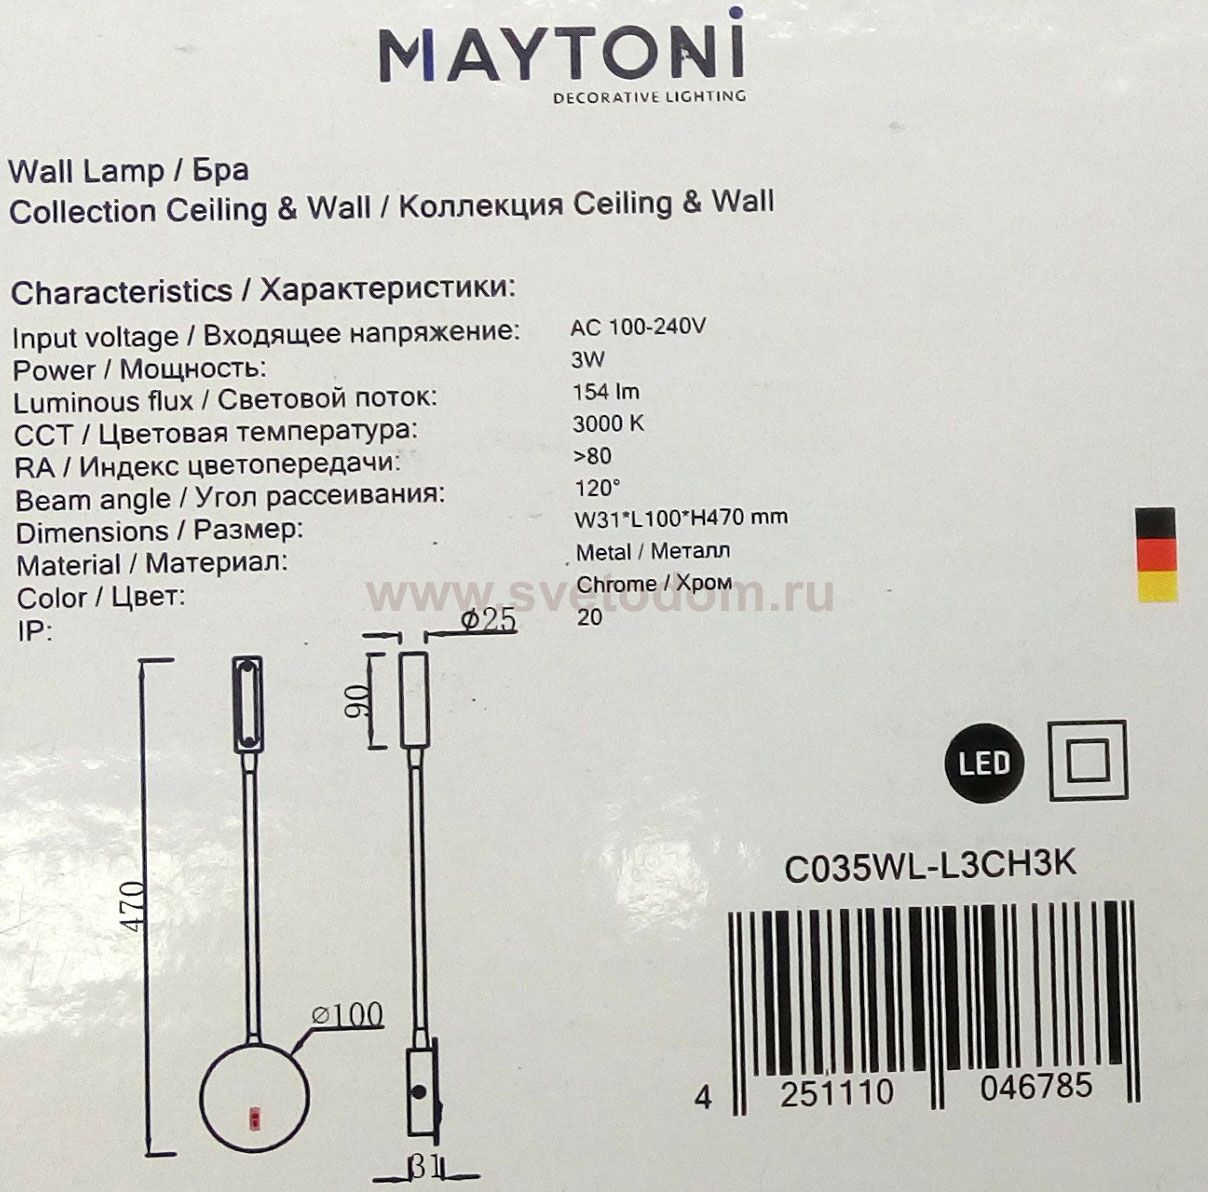 MAYTONI
DECORATIVE LIGHTING
Wall Lamp / Бра
Collection Ceiling & Wall / Коллекция Ceiling & Wall
Characteristics / Характеристики:
Input voltage / Входящее напряжение: AC 100-240V
Power / Мощность: 3W
Luminous flux / Световой поток: 154 lm
CCT / Цветовая температура: 3000 K
RA / Индекс цветопередачи: >80
Beam angle / Угол рассеивания: 120°
Dimensions / Размер: W31*L100*H470 mm
Material / Материал: Metal / Металл
Color / Цвет: Chrome / Хром
IP: 20
www.svetodom.ru
ϕ25
90
470
⌀100
31
LED
C035WL-L3CH3K
4 251110 046785